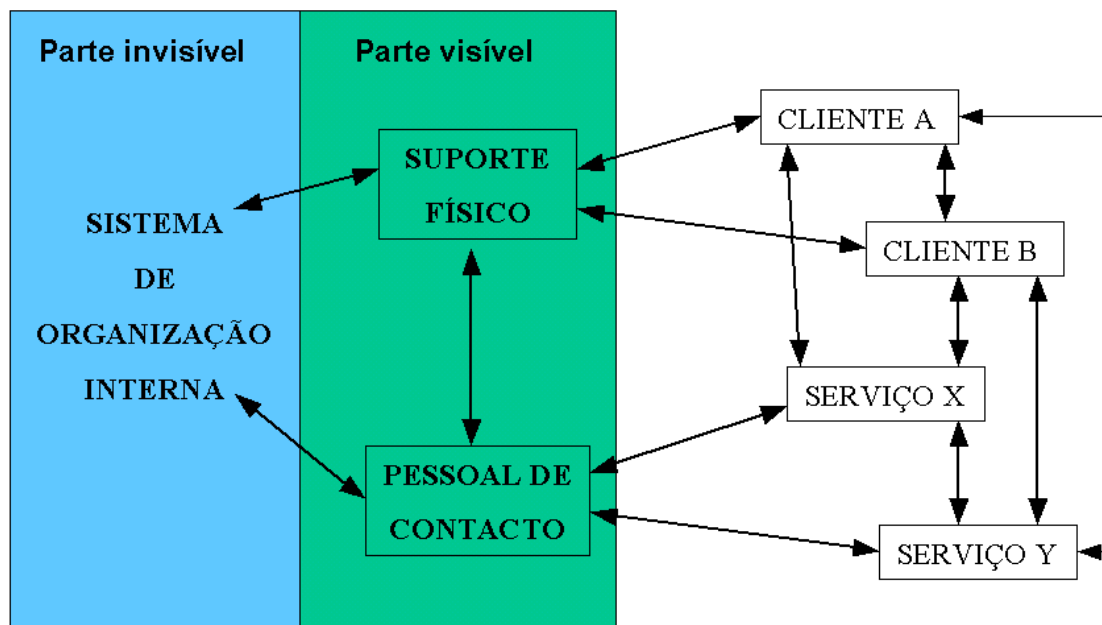 Parte invisível
Parte visível
SISTEMA
DE
ORGANIZAÇÃO
INTERNA
SUPORTE
FÍSICO
PESSOAL DE
CONTACTO
CLIENTE A
CLIENTE B
SERVIÇO X
SERVIÇO Y